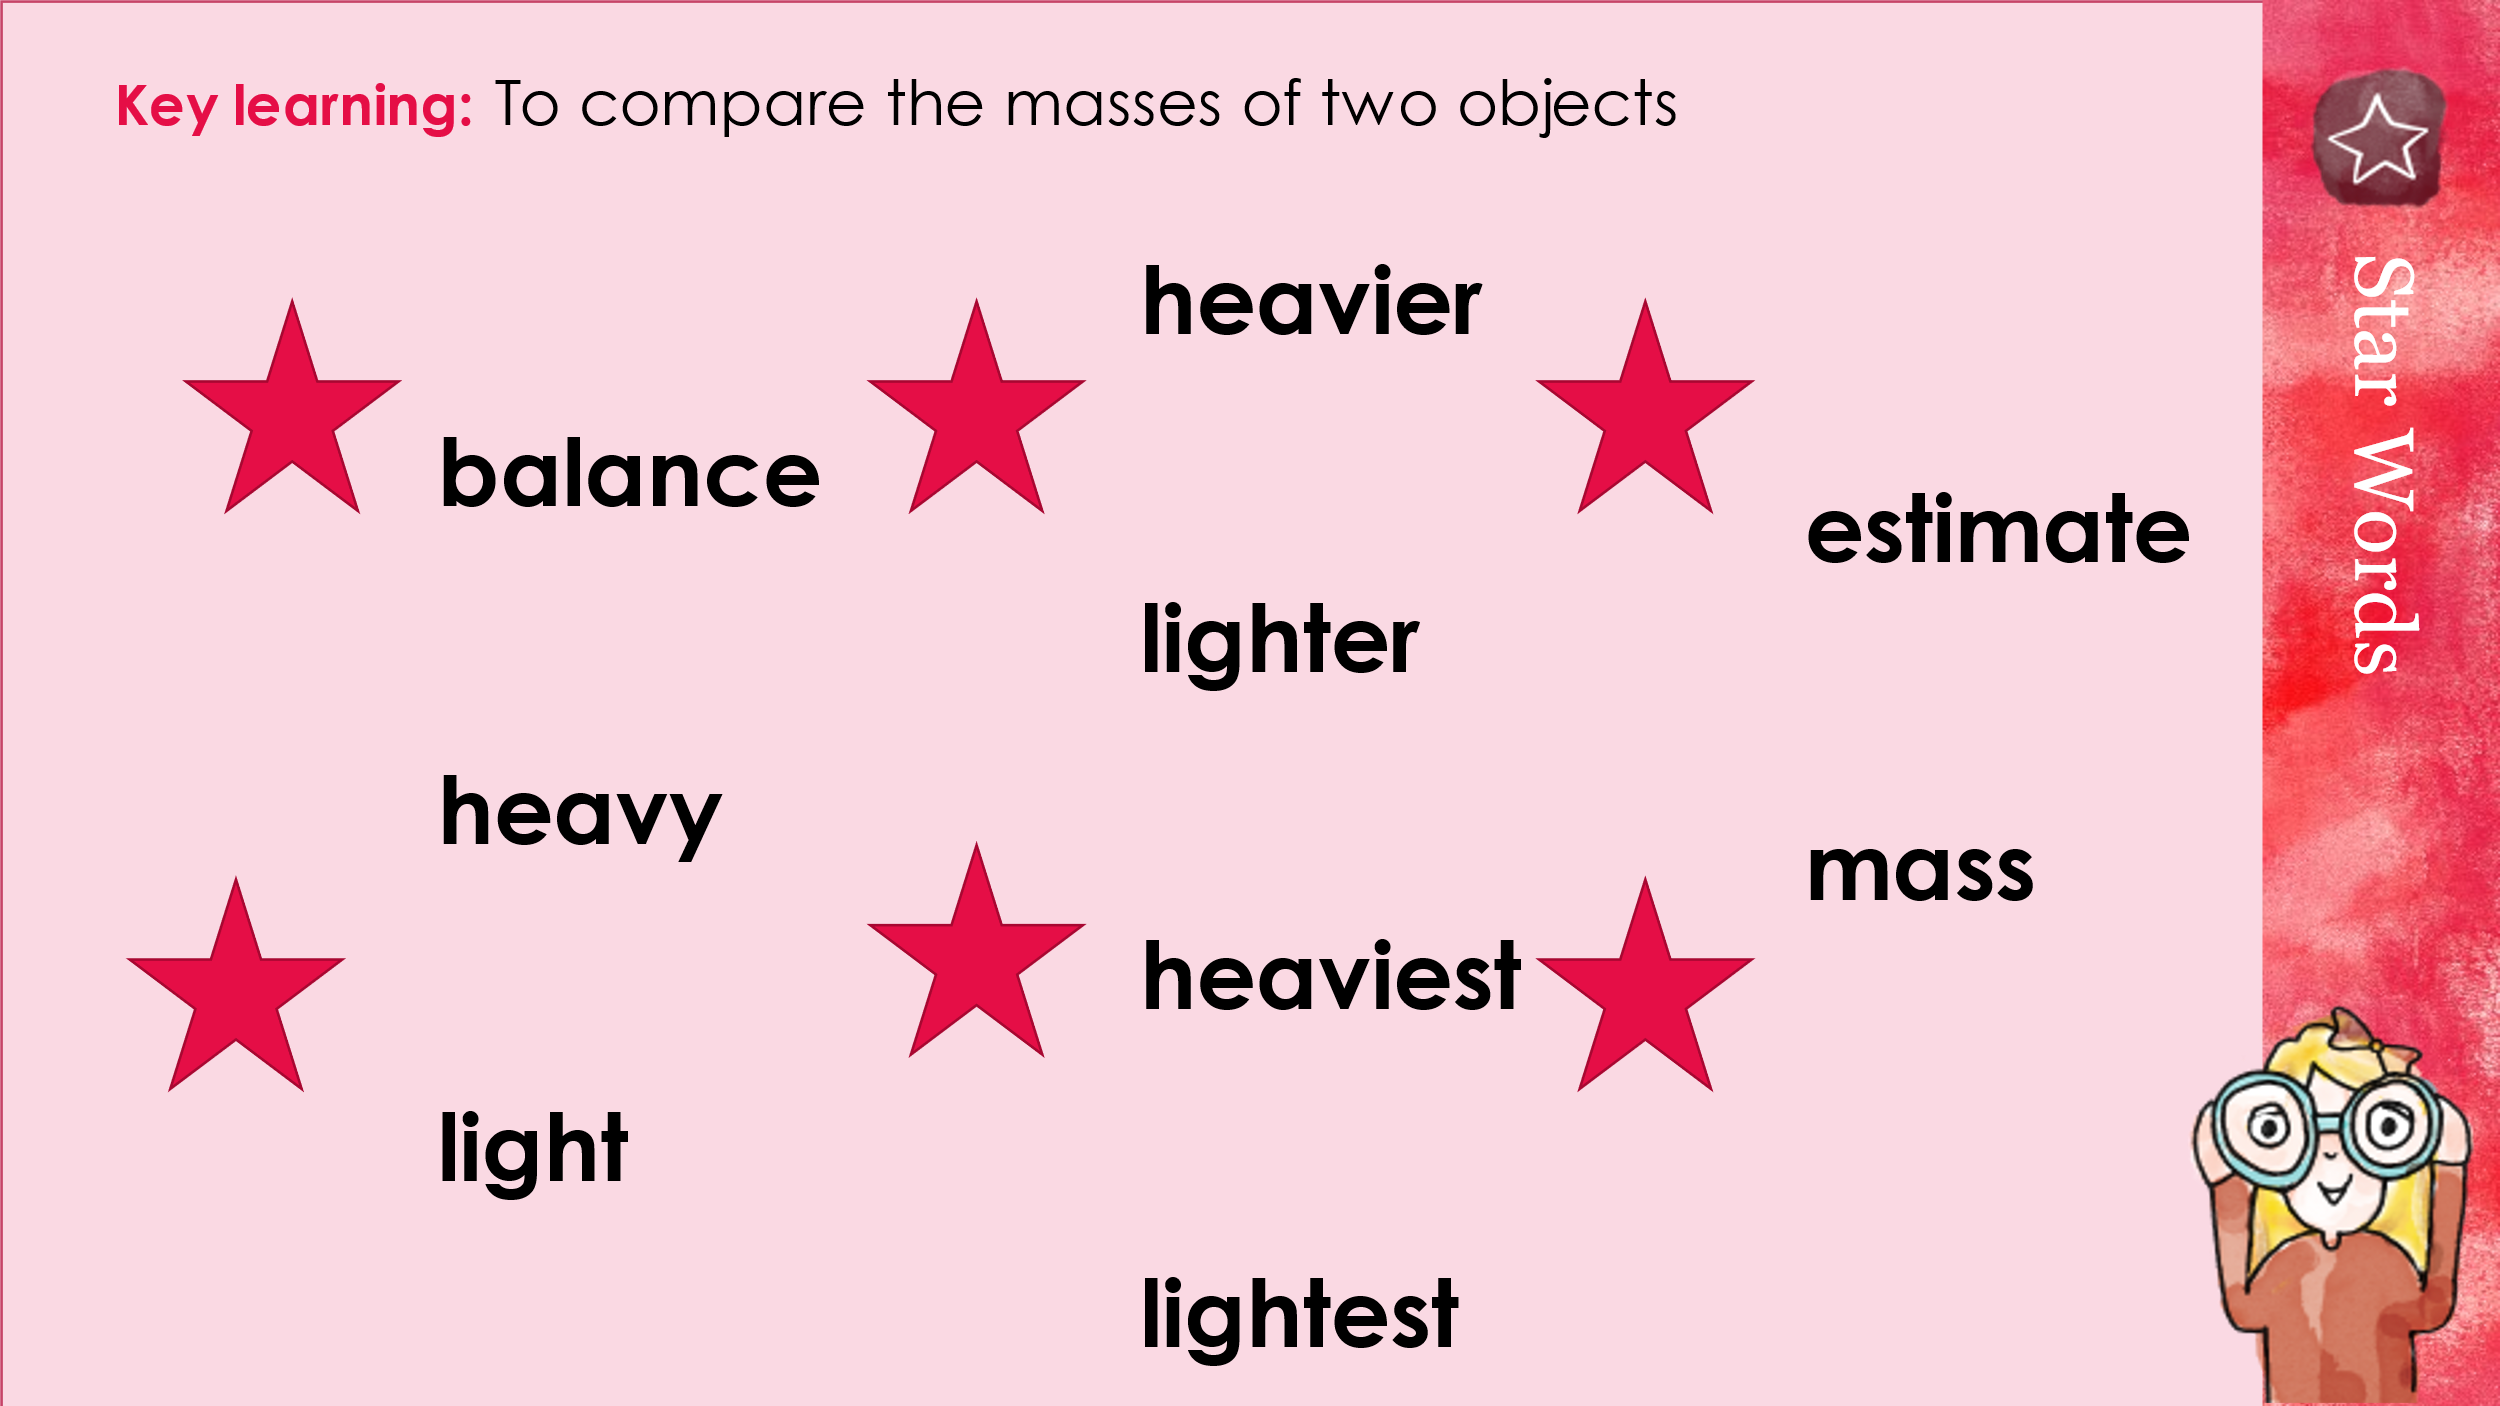 Key learning: To compare the masses of two objects
balance
heavy
light
heavier
lighter
heaviest
lightest
estimate
mass
Star Words